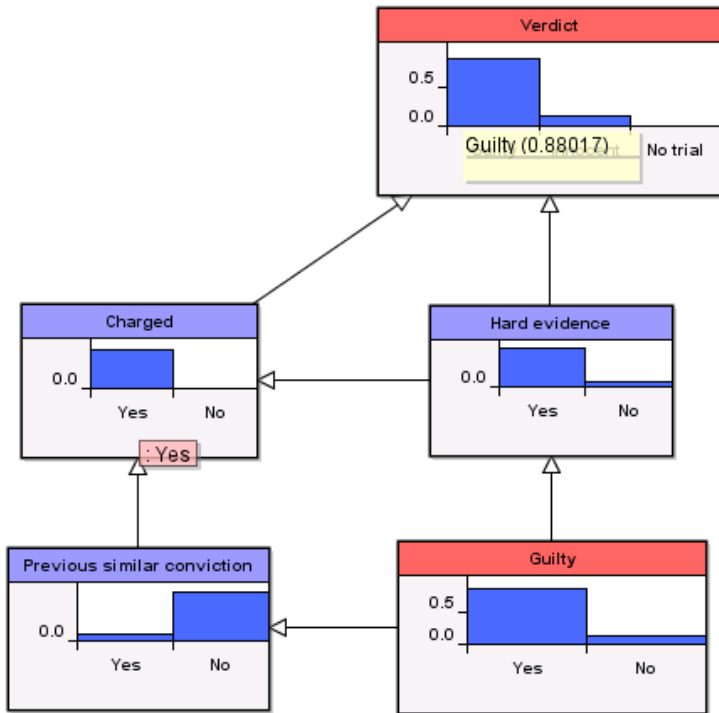 Verdict
0.5
0.0
Guilty (0.88017)
No trial
Charged
0.0
Yes No
: Yes
Hard evidence
0.0
Yes No
Previous similar conviction
0.0
Yes No
Guilty
0.5
0.0
Yes No